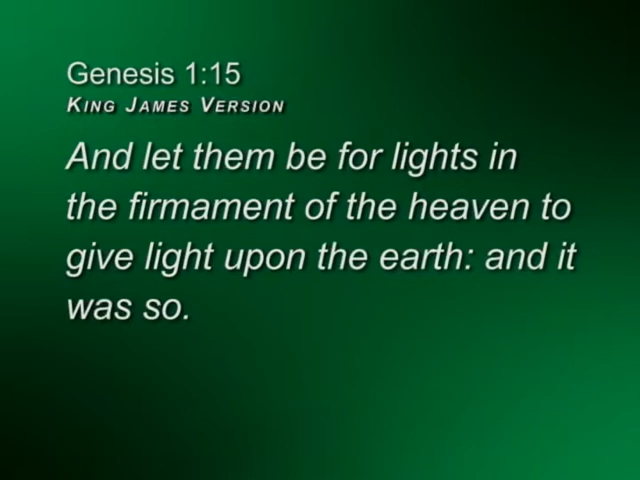 Genesis 1:15
KING JAMES VERSION
And let them be for lights in
the firmament of the heaven to
give light upon the earth: and it
was so.